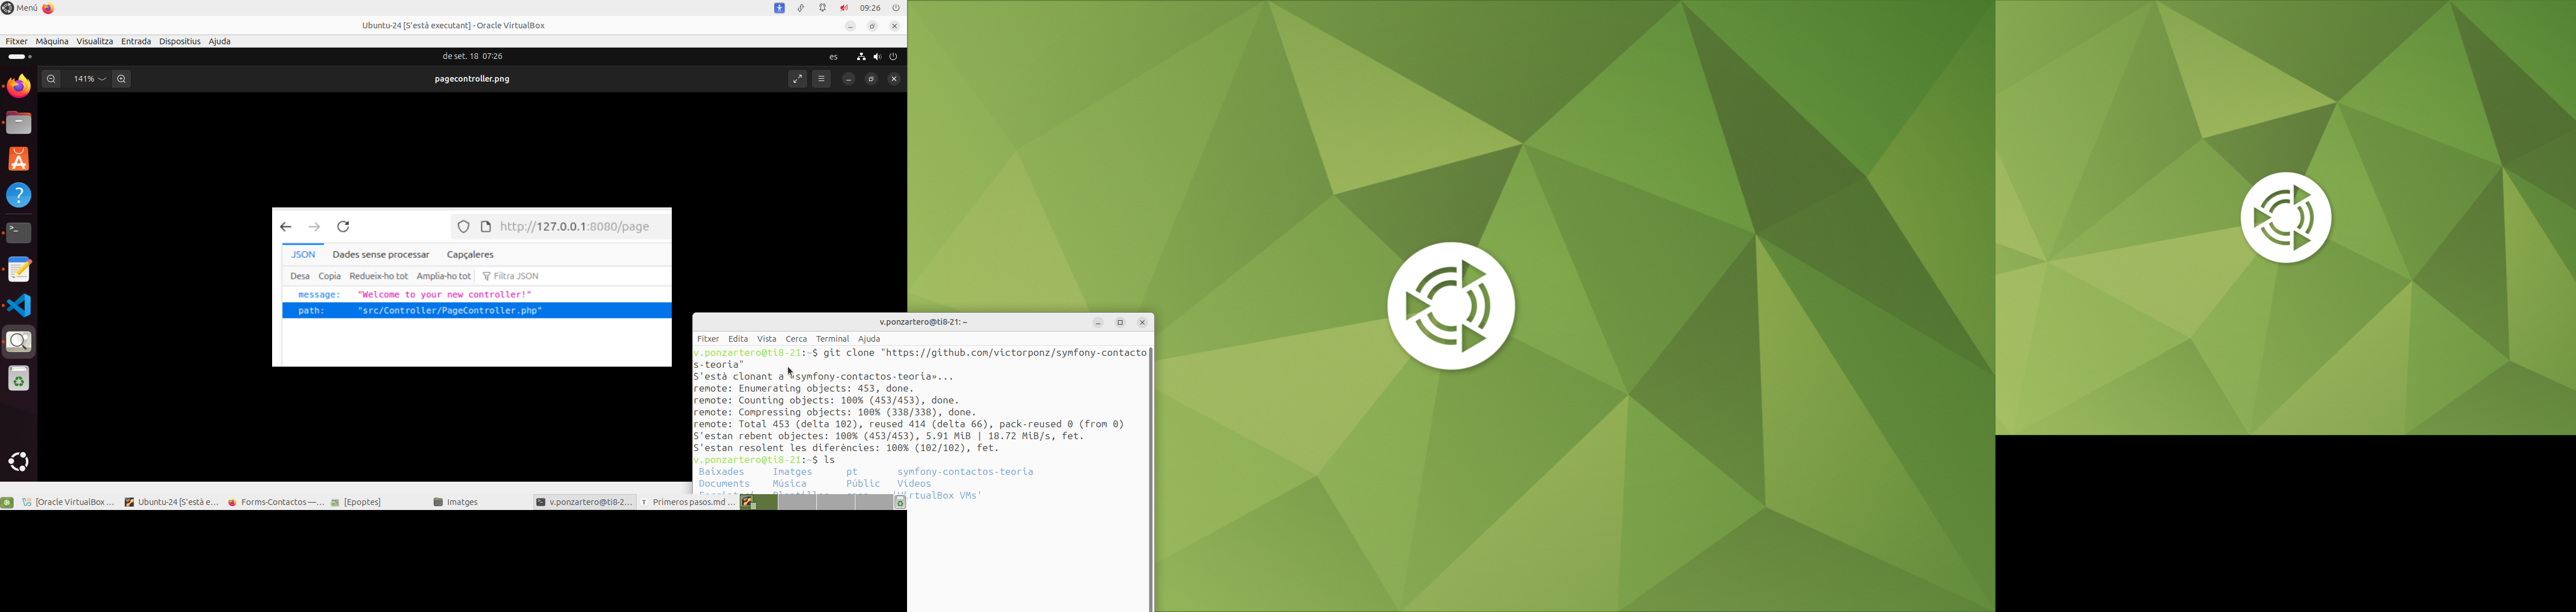 Menú
09:26
Ubuntu-24 [S'està executant] - Oracle VirtualBox
Fitxer Màquina Visualitza Entrada Dispositius Ajuda
de set. 18 07:26
es
141%
pagecontroller.png
http://127.0.0.1:8080/page
JSON Dades sense processar Capçaleres
Desa Copia Redueix-ho tot Amplia-ho tot Filtra JSON
message: "Welcome to your new controller!"
path: "src/Controller/PageController.php"
v.ponzartero@ti8-21: ~
Fitxer Edita Vista Cerca Terminal Ajuda
v.ponzartero@ti8-21:~$ git clone "https://github.com/victorponz/symfony-contacto
s-teoria"
S'està clonant a «symfony-contactos-teoria»...
remote: Enumerating objects: 453, done.
remote: Counting objects: 100% (453/453), done.
remote: Compressing objects: 100% (338/338), done.
remote: Total 453 (delta 102), reused 414 (delta 66), pack-reused 0 (from 0)
S'estan rebent objectes: 100% (453/453), 5.91 MiB | 18.72 MiB/s, fet.
S'estan resolent les diferències: 100% (102/102), fet.
v.ponzartero@ti8-21:~$ ls
Baixades Imatges pt symfony-contactos-teoria
Documents Música Públic Vídeos
'VirtualBox VMs'
[Oracle VirtualBox ... Ubuntu-24 [S'està e... Forms-Contactos —... [Epoptes] Imatges v.ponzartero@ti8-2... Primeros pasos.md ...